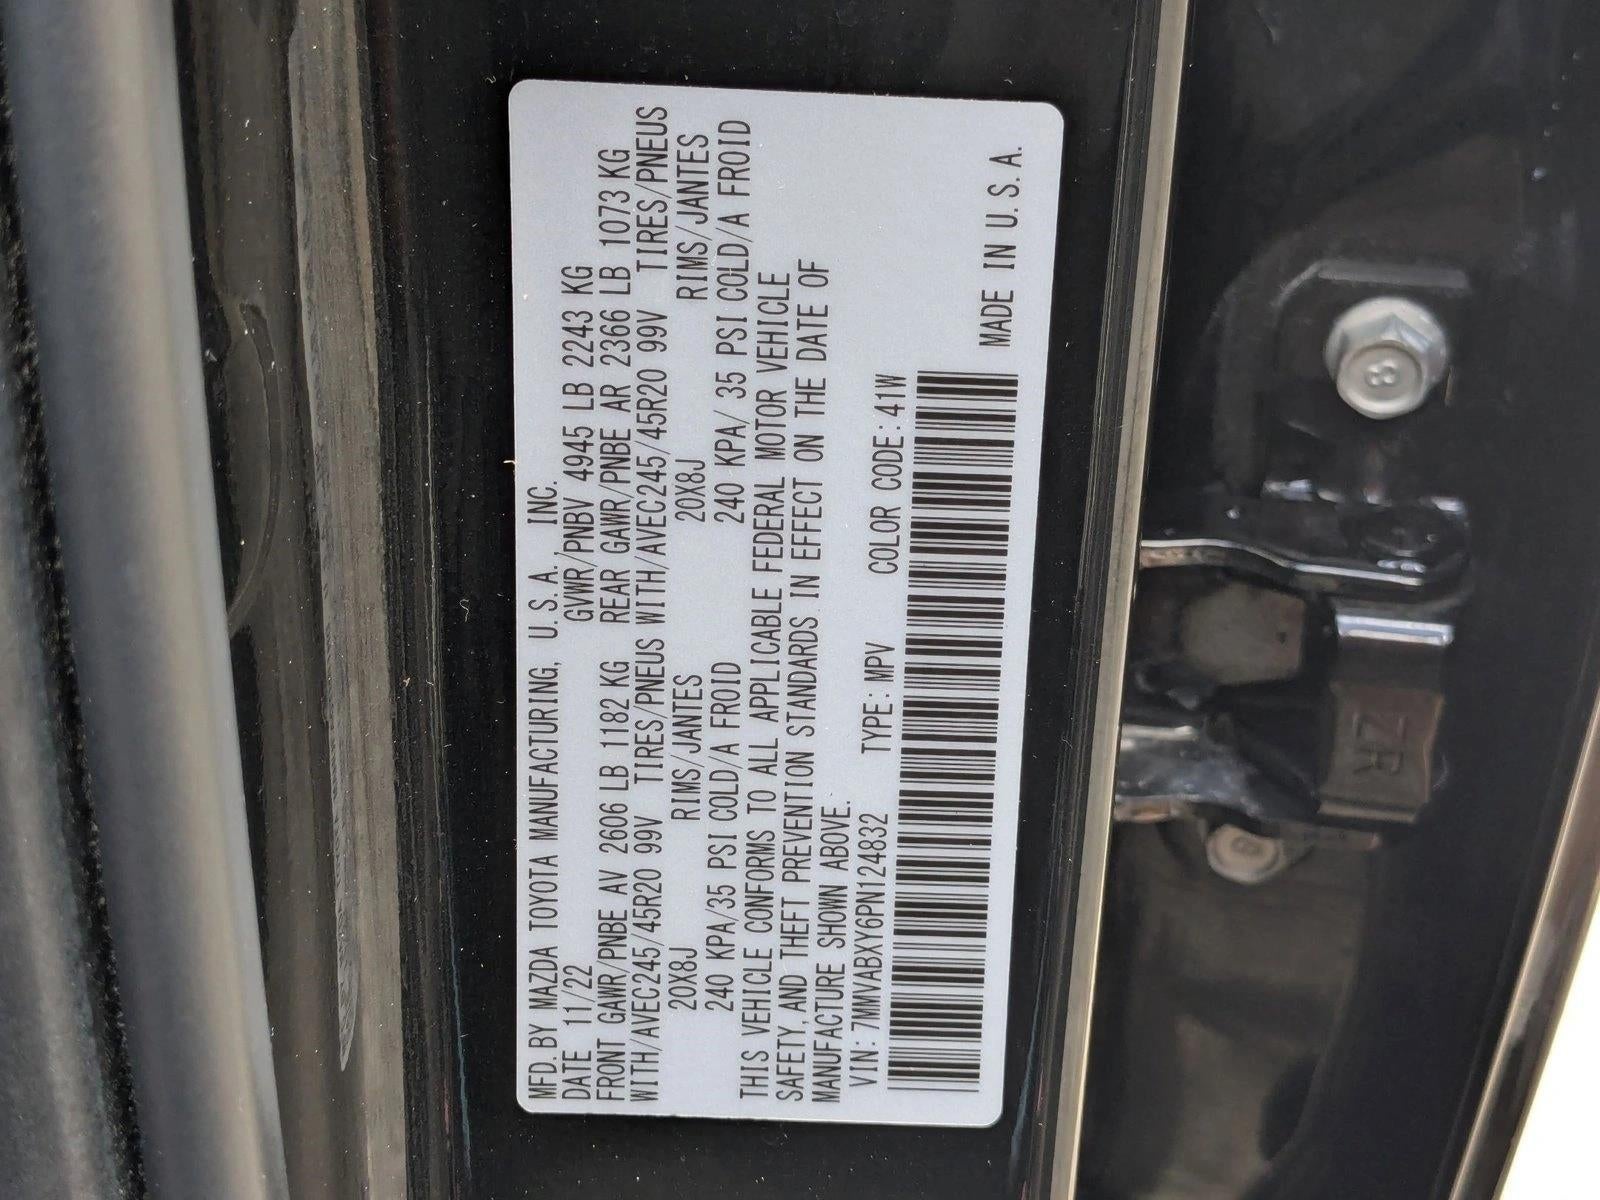 MFD. BY MAZDA TOYOTA MANUFACTURING, U.S.A., INC.
DATE 11/22 GVWR/PNBV 4945 LB 2243 KG
FRONT GAWR/PNBE AV 2606 LB 1182 KG REAR GAWR/PNBE AR 2366 LB 1073 KG
WITH/AVEC245/45R20 99V TIRES/PNEUS WITH/AVEC245/45R20 99V TIRES/PNEUS
20X8J RIMS/JANTES 20X8J RIMS/JANTES
240 KPA/35 PSI COLD/A FROID 240 KPA/ 35 PSI COLD/A FROID
THIS VEHICLE CONFORMS TO ALL APPLICABLE FEDERAL MOTOR VEHICLE
SAFETY, AND THEFT PREVENTION STANDARDS IN EFFECT ON THE DATE OF
MANUFACTURE SHOWN ABOVE.
VIN: 7MMVABXY6PN124832 TYPE: MPV COLOR CODE: 41W
MADE IN U.S.A.
8
ZR
8